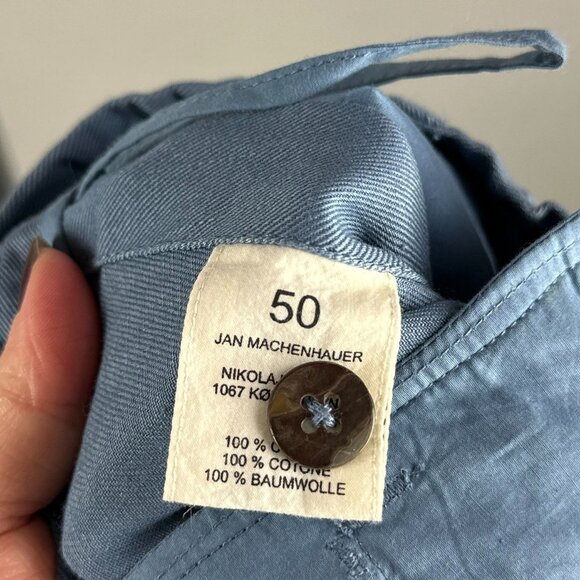 50
JAN MACHENHAUER
1067
100 %
100 % COTONE
100 % BAUMWOLLE